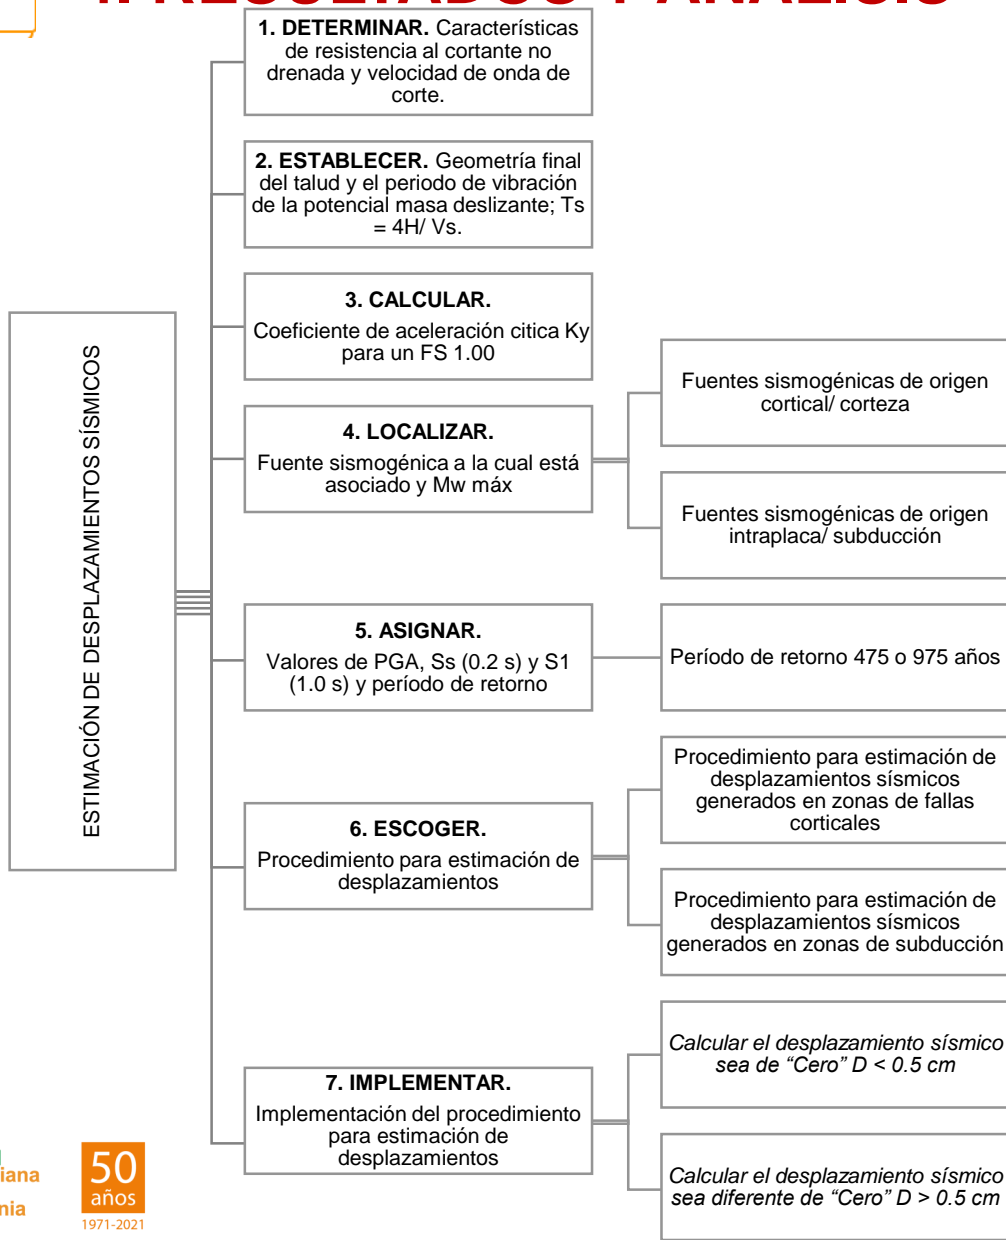 RESULTADOS Y ANÁLISIS
1. DETERMINAR. Características
de resistencia al cortante no
drenada y velocidad de onda de
corte.
2. ESTABLECER. Geometría final
del talud y el periodo de vibración
de la potencial masa deslizante; Ts
= 4H/ Vs.
3. CALCULAR.
Coeficiente de aceleración citica Ky
para un FS 1.00
ESTIMACIÓN DE DESPLAZAMIENTOS SÍSMICOS
4. LOCALIZAR.
Fuente sismogénica a la cual está
asociado y Mw máx
Fuentes sismogénicas de origen
cortical/ corteza
Fuentes sismogénicas de origen
intraplaca/ subducción
5. ASIGNAR.
Valores de PGA, Ss (0.2 s) y S1
(1.0 s) y período de retorno
Período de retorno 475 o 975 años
6. ESCOGER.
Procedimiento para estimación de
desplazamientos
Procedimiento para estimación de
desplazamientos sísmicos
generados en zonas de fallas
corticales
Procedimiento para estimación de
desplazamientos sísmicos
generados en zonas de subducción
7. IMPLEMENTAR.
Implementación del procedimiento
para estimación de
desplazamientos
Calcular el desplazamiento sísmico
sea de “Cero” D < 0.5 cm
Calcular el desplazamiento sísmico
sea diferente de “Cero” D > 0.5 cm
iana
nia
50
años
1971-2021